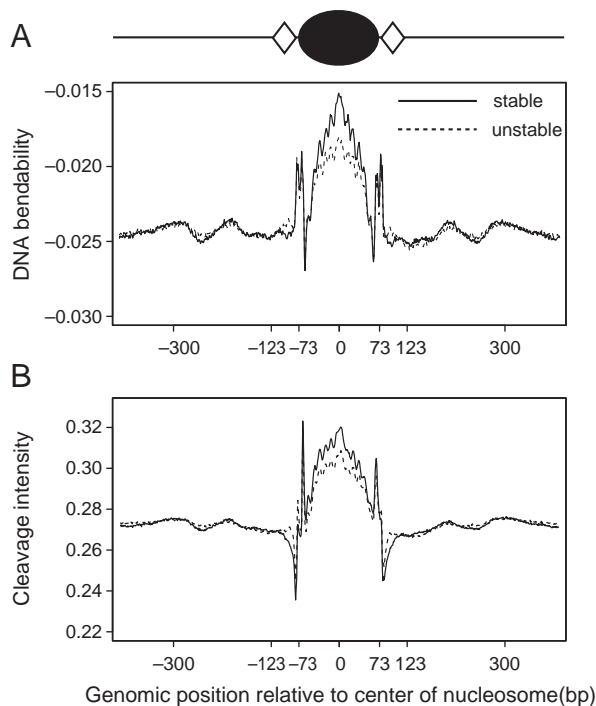 A
−0.015
−0.020
−0.025
−0.030
DNA bendability
stable
unstable
−300 −123 −73 0 73 123 300
B
0.32
0.30
0.28
0.26
0.24
0.22
Cleavage intensity
−300 −123 −73 0 73 123 300
Genomic position relative to center of nucleosome(bp)